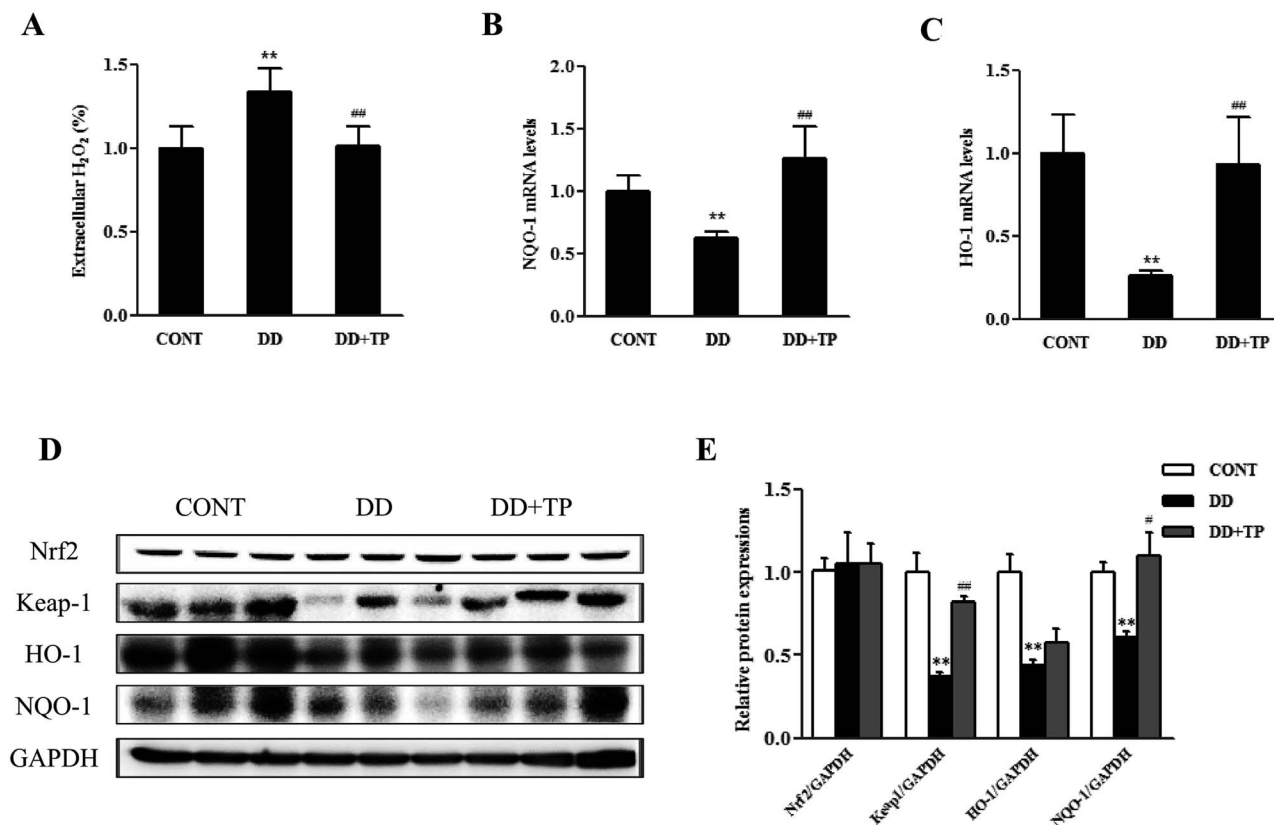 A
Extracellular H₂O₂ (%)
1.5
1.0
0.5
0.0
**
##
CONT DD DD+TP
B
NQO-1 mRNA levels
2.0
1.5
1.0
0.5
0.0
**
##
CONT DD DD+TP
C
HO-1 mRNA levels
1.5
1.0
0.5
0.0
**
##
CONT DD DD+TP
D
CONT DD DD+TP
Nrf2
Keap-1
HO-1
NQO-1
GAPDH
E
CONT
DD
DD+TP
Relative protein expressions
1.5
1.0
0.5
0.0
**
##
**
**
#
Nrf2/GAPDH
Keap1/GAPDH
HO-1/GAPDH
NQO-1/GAPDH